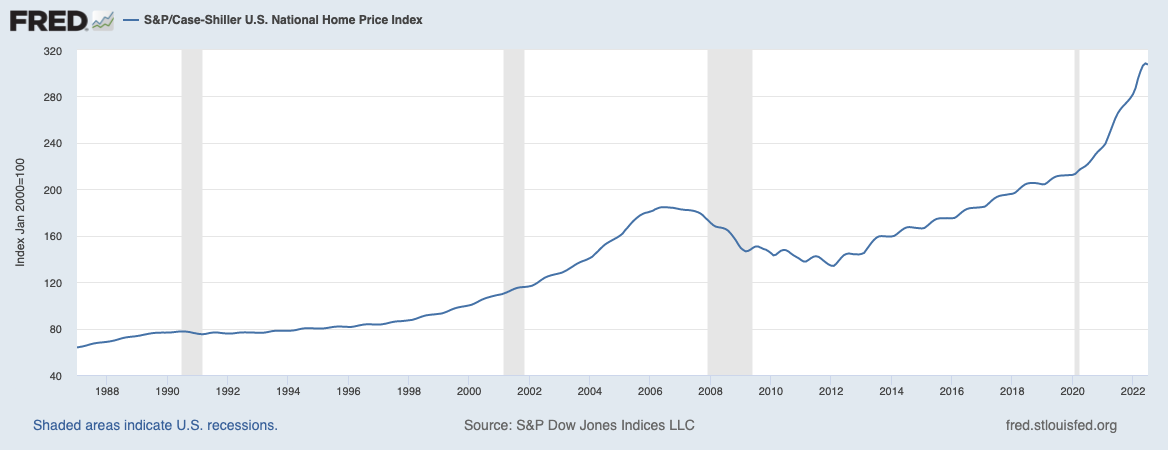 FRED
S&P/Case-Shiller U.S. National Home Price Index
320
280
240
200
160
120
80
40
Index Jan 2000=100
1988 1990 1992 1994 1996 1998 2000 2002 2004 2006 2008 2010 2012 2014 2016 2018 2020 2022
Shaded areas indicate U.S. recessions.
Source: S&P Dow Jones Indices LLC
fred.stlouisfed.org